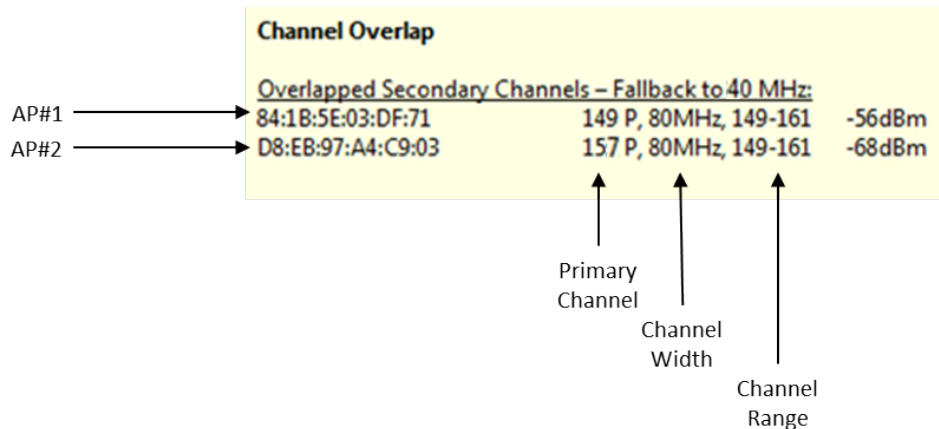 Channel Overlap
Overlapped Secondary Channels – Fallback to 40 MHz:
AP#1 84:1B:5E:03:DF:71 149 P, 80MHz, 149-161 -56dBm
AP#2 D8:EB:97:A4:C9:03 157 P, 80MHz, 149-161 -68dBm
Primary
Channel
Channel
Width
Channel
Range